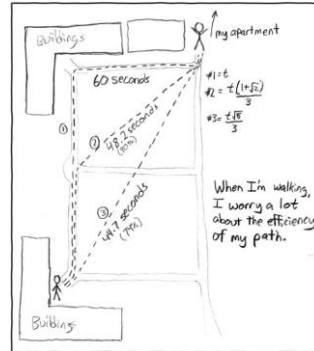 Buildings
my apartment
60 seconds
#1 = t
#2 = t(1+√2)/3
#3 = t√5/3
①
②
48.2 seconds
(80%)
③
44.7 seconds
(74%)
When I'm walking,
I worry a lot
about the efficiency
of my path.
Buildings